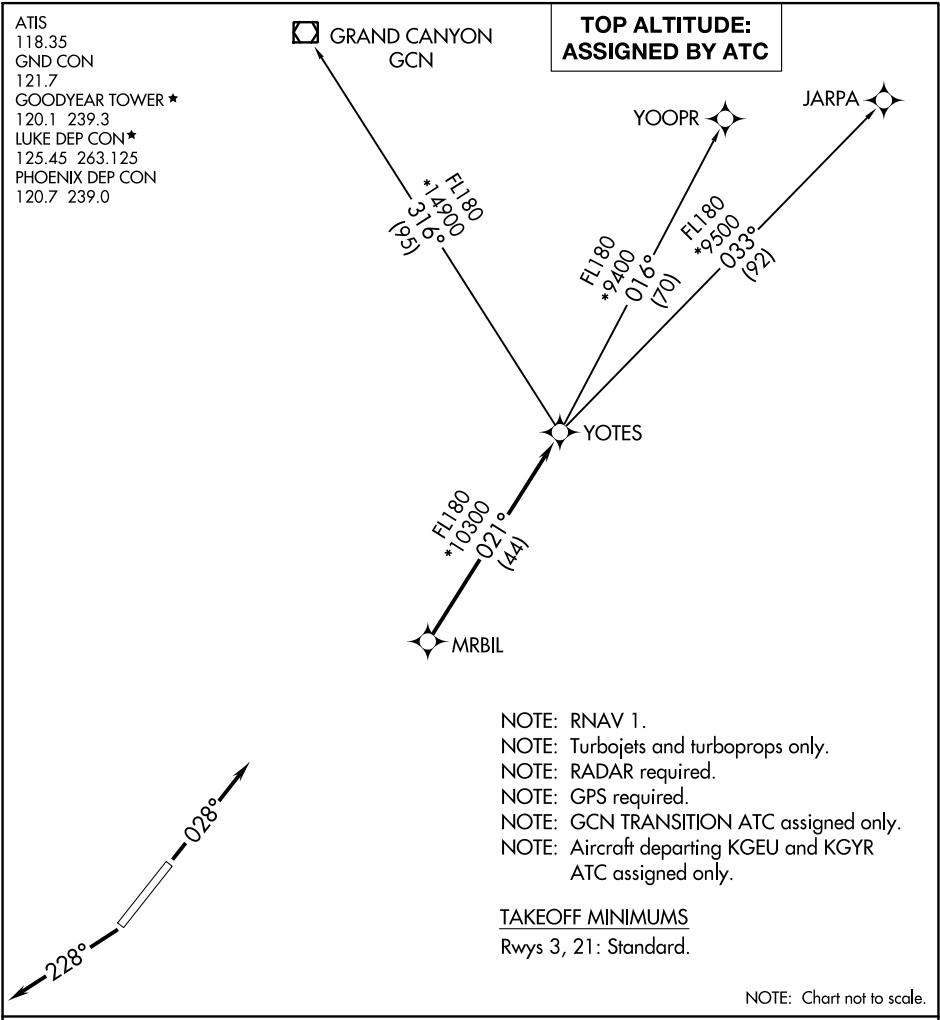 ATIS
118.35
GND CON
121.7
GOODYEAR TOWER ★
120.1 239.3
LUKE DEP CON★
125.45 263.125
PHOENIX DEP CON
120.7 239.0
GRAND CANYON
GCN
TOP ALTITUDE:
ASSIGNED BY ATC
YOOPR
JARPA
FL180
*14900
316°
(95)
FL180
*9400
016°
(70)
FL180
*9500
033°
(92)
YOTES
FL180
*10300
021°
(44)
MRBIL
028°
228°
NOTE: RNAV 1.
NOTE: Turbojets and turboprops only.
NOTE: RADAR required.
NOTE: GPS required.
NOTE: GCN TRANSITION ATC assigned only.
NOTE: Aircraft departing KGEU and KGYR
ATC assigned only.
TAKEOFF MINIMUMS
Rwys 3, 21: Standard.
NOTE: Chart not to scale.